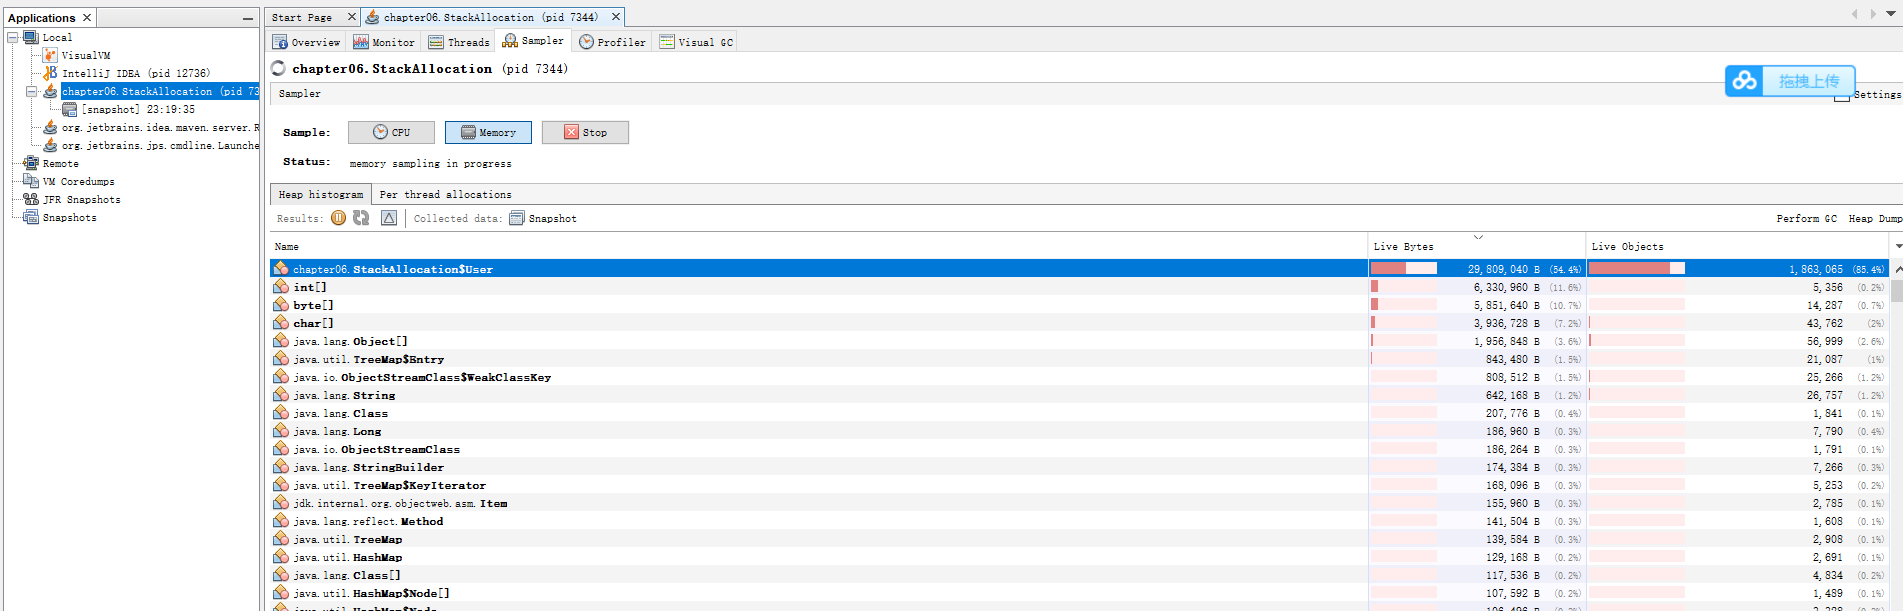 Applications
Local
VisualVM
IntelliJ IDEA (pid 12736)
chapter06.StackAllocation (pid 73
[snapshot] 23:19:35
org.jetbrains.idea.maven.server.R
org.jetbrains.jps.cmdline.Launche
Remote
VM Coredumps
JFR Snapshots
Snapshots
Start Page
chapter06.StackAllocation (pid 7344)
Overview Monitor Threads Sampler Profiler Visual GC
chapter06.StackAllocation (pid 7344)
拖拽上传
Sampler
Settings
Sample: CPU Memory Stop
Status: memory sampling in progress
Heap histogram Per thread allocations
Results: Collected data: Snapshot Perform GC Heap Dump
Name Live Bytes Live Objects
chapter06.StackAllocation$User 29,809,040 B (54.4%) 1,863,065 (85.4%)
int[] 6,330,960 B (11.6%) 5,356 (0.2%)
byte[] 5,851,640 B (10.7%) 14,287 (0.7%)
char[] 3,936,728 B (7.2%) 43,762 (2%)
java.lang.Object[] 1,956,848 B (3.6%) 56,999 (2.6%)
java.util.TreeMap$Entry 843,480 B (1.5%) 21,087 (1%)
java.io.ObjectStreamClass$WeakClassKey 808,512 B (1.5%) 25,266 (1.2%)
java.lang.String 642,168 B (1.2%) 26,757 (1.2%)
java.lang.Class 207,776 B (0.4%) 1,841 (0.1%)
java.lang.Long 186,960 B (0.3%) 7,790 (0.4%)
java.io.ObjectStreamClass 186,264 B (0.3%) 1,791 (0.1%)
java.lang.StringBuilder 174,384 B (0.3%) 7,266 (0.3%)
java.util.TreeMap$KeyIterator 168,096 B (0.3%) 5,253 (0.2%)
jdk.internal.org.objectweb.asm.Item 155,960 B (0.3%) 2,785 (0.1%)
java.lang.reflect.Method 141,504 B (0.3%) 1,608 (0.1%)
java.util.TreeMap 139,584 B (0.3%) 2,908 (0.1%)
java.util.HashMap 129,168 B (0.2%) 2,691 (0.1%)
java.lang.Class[] 117,536 B (0.2%) 4,834 (0.2%)
java.util.HashMap$Node[] 107,592 B (0.2%) 1,489 (0.1%)
java.util.HashMap$Node